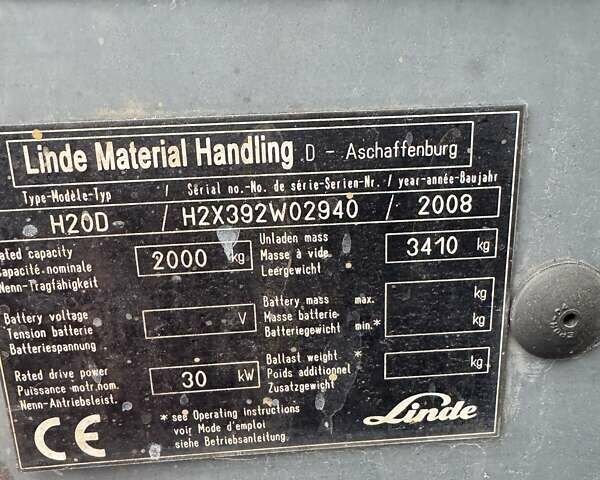 Linde Material Handling D - Aschaffenburg
Type-Modèle-Typ / Serial no.-No. de série-Serien-Nr. / year-année-Baujahr
H20D / H2X392W02940 / 2008
ated capacity 2000 kg Unladen mass 3410 kg
Capacité nominale Masse à vide
Nenn-Tragfähigkeit Leergewicht
Battery voltage V Battery mass max. kg
Tension batterie Masse batterie
Batteriespannung Batteriegewicht min.* kg
Rated drive power 30 kW Ballast weight * kg
Puissance motr.nom. Poids additionnel
Nenn-Antriebsleist. Zusatzgewicht
CE * see Operating Instructions
voir Mode d'emploi
siehe Betriebsanleitung.
Linde